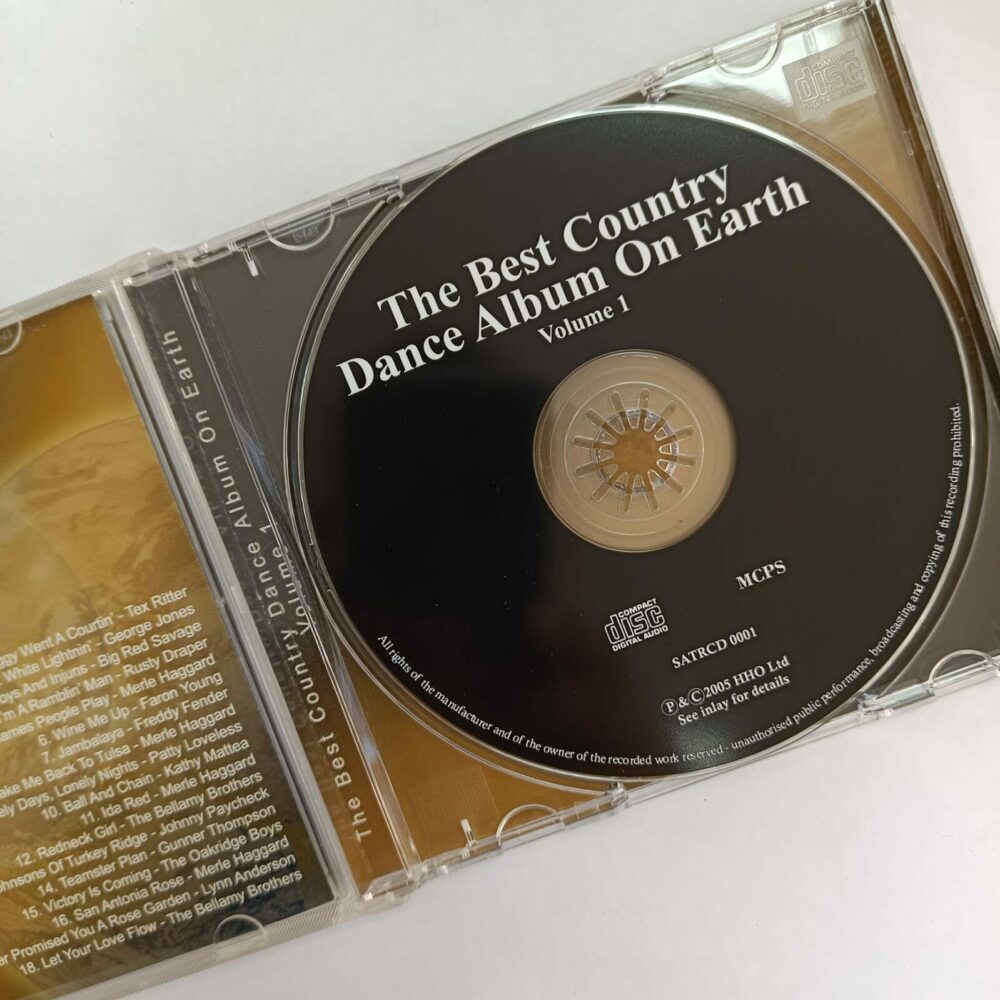 The Best Country
Dance Album On Earth
Volume 1
MCPS
COMPACT
disc
DIGITAL AUDIO
SATRCD 0001
Ⓟ & Ⓒ2005 HHO Ltd
See inlay for details
All rights of the manufacturer and of the owner of the recorded work reserved - unauthorised public performance, broadcasting and copying of this recording prohibited.
COMPACT
disc
DIGITAL AUDIO
The Best Country Dance Album On Earth
Volume 1
Went A Courtin' - Tex Ritter
White Lightnin' - George Jones
And Injuns - Big Red Savage
I'm A Ramblin' Man - Rusty Draper
People Play - Merle Haggard
6. Wine Me Up - Faron Young
7. Jambalaya - Freddy Fender
Me Back To Tulsa - Merle Haggard
Days, Lonely Nights - Patty Loveless
10. Ball And Chain - Kathy Mattea
11. Ida Red - Merle Haggard
12. Redneck Girl - The Bellamy Brothers
Of Turkey Ridge - Johnny Paycheck
14. Teamster Plan - Gunner Thompson
15. Victory Is Coming - The Oakridge Boys
16. San Antonia Rose - Merle Haggard
Promised You A Rose Garden - Lynn Anderson
18. Let Your Love Flow - The Bellamy Brothers